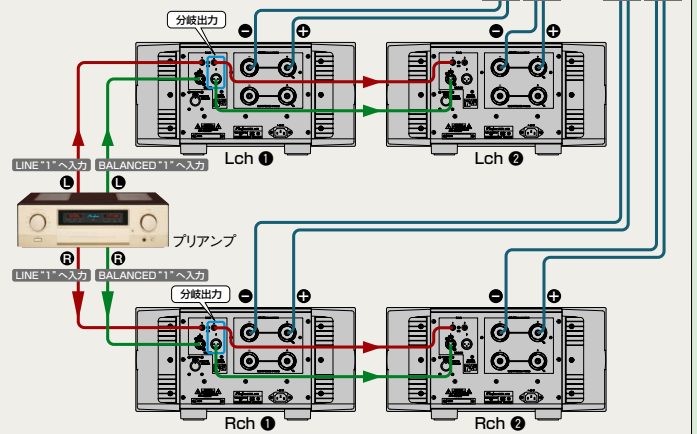 分岐出力
⊖ ⊕ ⊖ ⊕
Lch ❶ Lch ❷
LINE "1" へ入力 BALANCED "1" へ入力
L L
プリアンプ
R R
LINE "1" へ入力 BALANCED "1" へ入力
分岐出力
⊖ ⊕ ⊖ ⊕
Rch ❶ Rch ❷